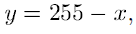 y = 255 − x,